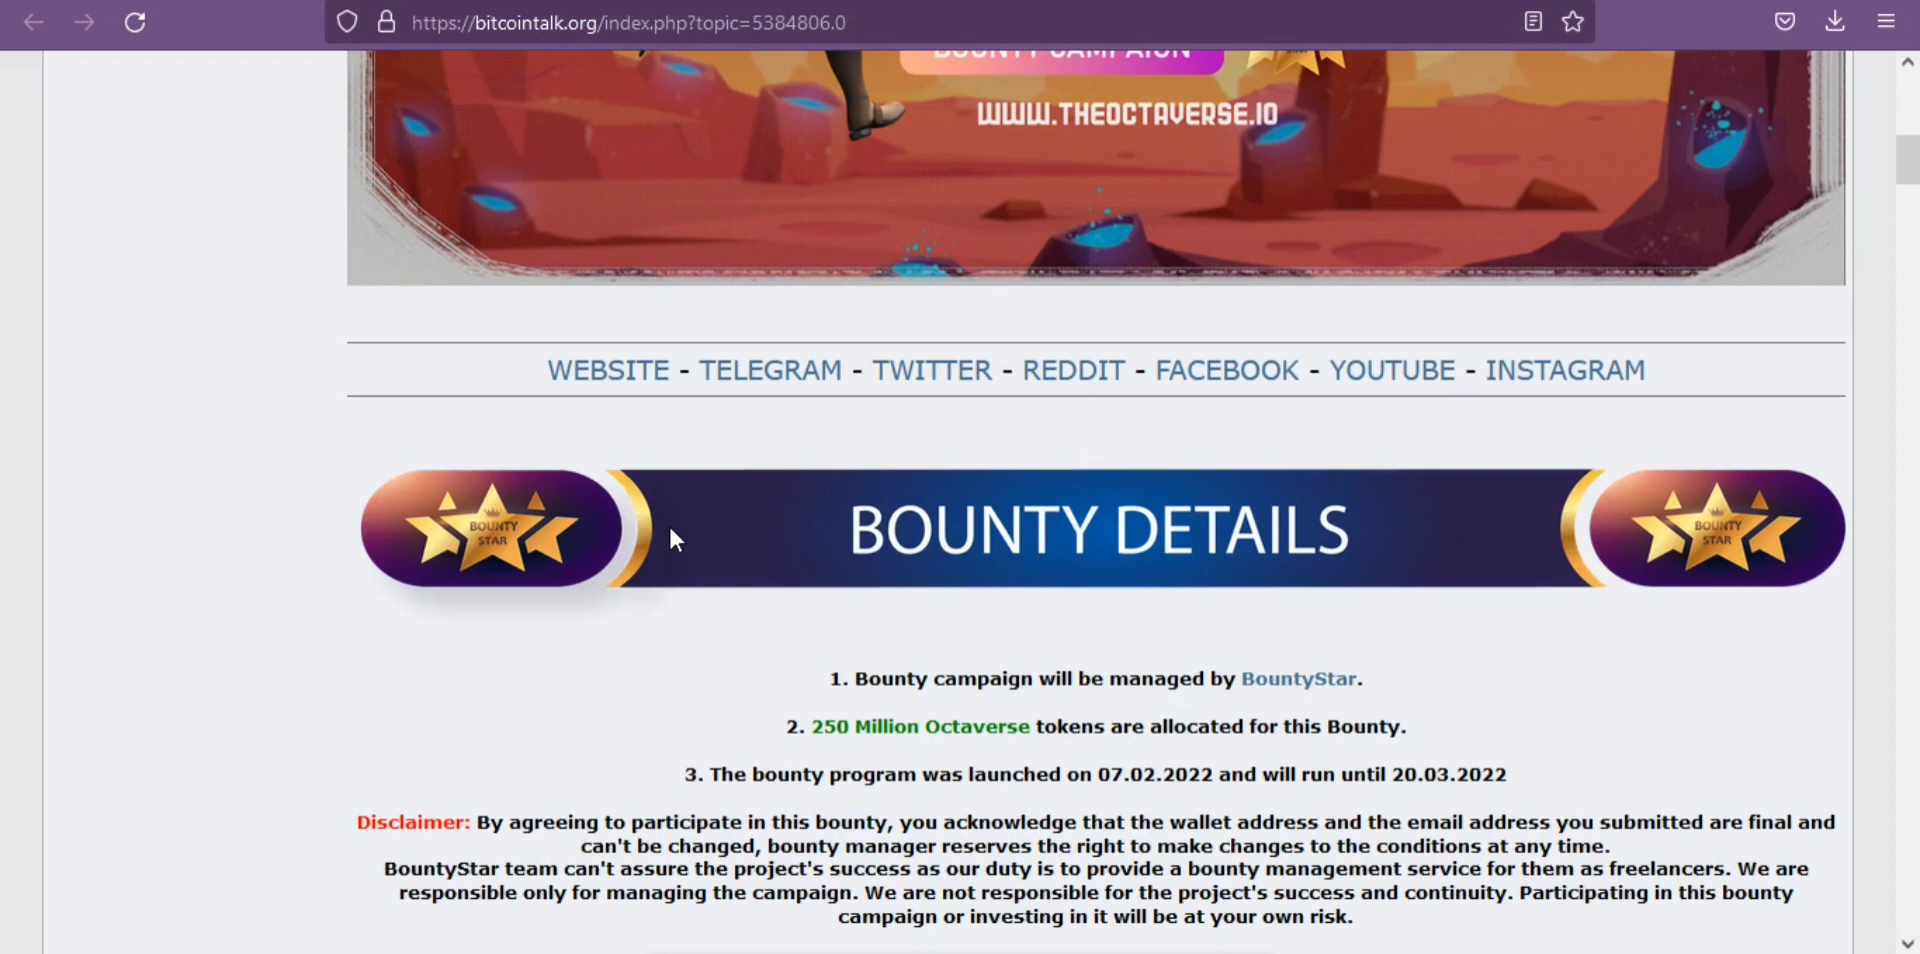 https://bitcointalk.org/index.php?topic=5384806.0
BOUNTY CAMPAIGN
WWW.THEOCTAVERSE.IO
WEBSITE - TELEGRAM - TWITTER - REDDIT - FACEBOOK - YOUTUBE - INSTAGRAM
BOUNTY
STAR
BOUNTY DETAILS
BOUNTY
STAR
1. Bounty campaign will be managed by BountyStar.
2. 250 Million Octaverse tokens are allocated for this Bounty.
3. The bounty program was launched on 07.02.2022 and will run until 20.03.2022
Disclaimer: By agreeing to participate in this bounty, you acknowledge that the wallet address and the email address you submitted are final and
can't be changed, bounty manager reserves the right to make changes to the conditions at any time.
BountyStar team can't assure the project's success as our duty is to provide a bounty management service for them as freelancers. We are
responsible only for managing the campaign. We are not responsible for the project's success and continuity. Participating in this bounty
campaign or investing in it will be at your own risk.